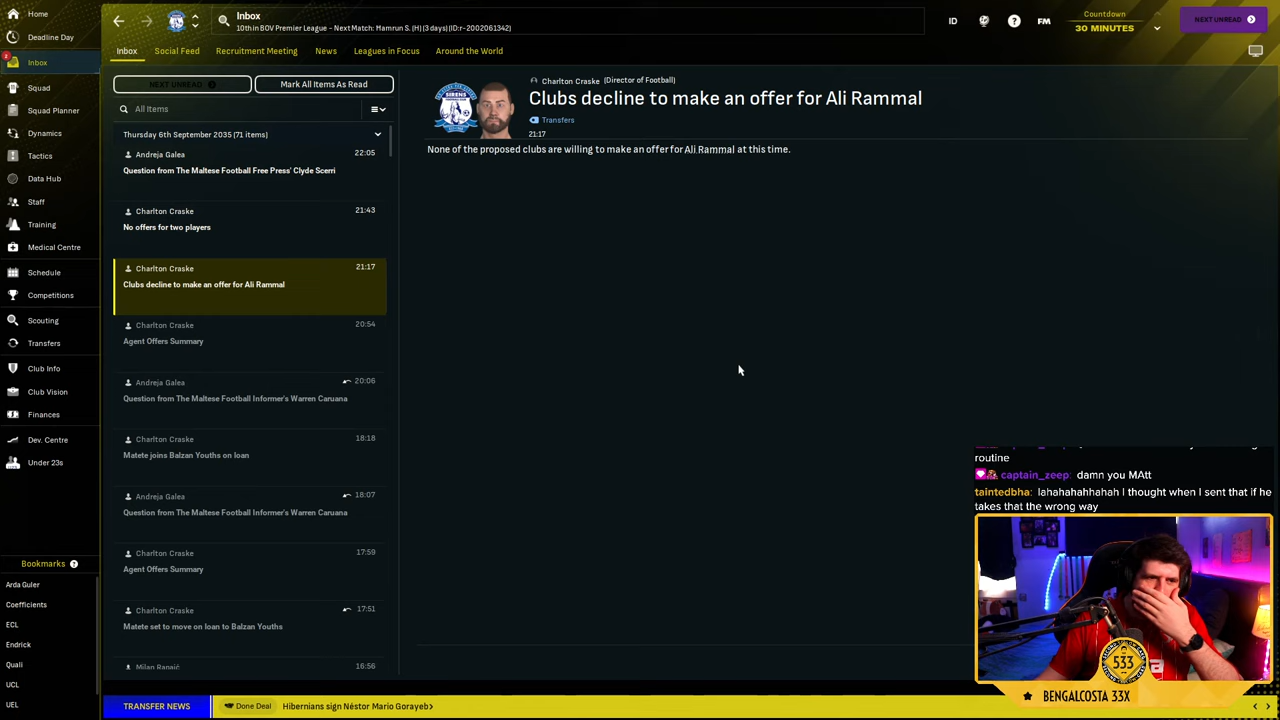 Home
Deadline Day
Inbox
Squad
Squad Planner
Dynamics
Tactics
Data Hub
Staff
Training
Medical Centre
Schedule
Competitions
Scouting
Transfers
Club Info
Club Vision
Finances
Dev. Centre
Under 23s
Bookmarks ?
Arda Guler
Coefficients
ECL
Endrick
Quali
UCL
UEL
Inbox
10th in BOV Premier League - Next Match: Mamrun S. (H) (3 days) (ID:r-2002061342)
ID
?
FM
Countdown
30 MINUTES
NEXT UNREAD
Inbox
Social Feed
Recruitment Meeting
News
Leagues in Focus
Around the World
NEXT UNREAD
Mark All Items As Read
All Items
Thursday 6th September 2035 (71 items)
Andreja Galea
22:05
Question from The Maltese Football Free Press' Clyde Scerri
Charlton Craske
21:43
No offers for two players
Charlton Craske
21:17
Clubs decline to make an offer for Ali Rammal
Charlton Craske
20:54
Agent Offers Summary
Andreja Galea
20:06
Question from The Maltese Football Informer's Warren Caruana
Charlton Craske
18:18
Matete joins Balzan Youths on loan
Andreja Galea
18:07
Question from The Maltese Football Informer's Warren Caruana
Charlton Craske
17:59
Agent Offers Summary
Charlton Craske
17:51
Matete set to move on loan to Balzan Youths
16:56
SIRENS
Charlton Craske (Director of Football)
Clubs decline to make an offer for Ali Rammal
Transfers
21:17
None of the proposed clubs are willing to make an offer for Ali Rammal at this time.
routine
captain_zeep: damn you MAtt
taintedbha: lahahahahhahah I thought when I sent that if he
takes that the wrong way
533
BENGALCOSTA 33X
TRANSFER NEWS
Done Deal
Hibernians sign Néstor Mario Gorayeb>